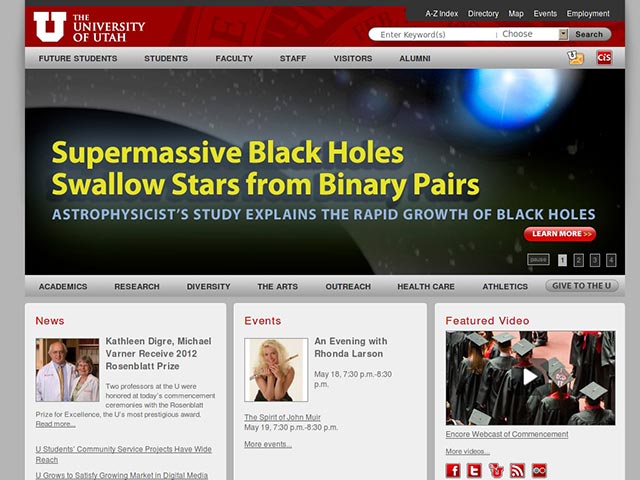 THE
UNIVERSITY
OF UTAH
A-Z Index Directory Map Events Employment
Enter Keyword(s) | Choose Search
FUTURE STUDENTS STUDENTS FACULTY STAFF VISITORS ALUMNI
U CiS
Supermassive Black Holes
Swallow Stars from Binary Pairs
ASTROPHYSICIST'S STUDY EXPLAINS THE RAPID GROWTH OF BLACK HOLES
LEARN MORE >>
pause 1 2 3 4
ACADEMICS RESEARCH DIVERSITY THE ARTS OUTREACH HEALTH CARE ATHLETICS GIVE TO THE U
News
Kathleen Digre, Michael
Varner Receive 2012
Rosenblatt Prize
Two professors at the U were
honored at today's commencement
ceremonies with the Rosenblatt
Prize for Excellence, the U's most prestigious award.
Read more...
U Students' Community Service Projects Have Wide
Reach
U Grows to Satisfy Growing Market in Digital Media
Events
An Evening with
Rhonda Larson
May 18, 7:30 p.m.-8:30
p.m.
The Spirit of John Muir
May 19, 7:30 p.m.-8:30 p.m.
More events...
Featured Video
Encore Webcast of Commencement
More videos...